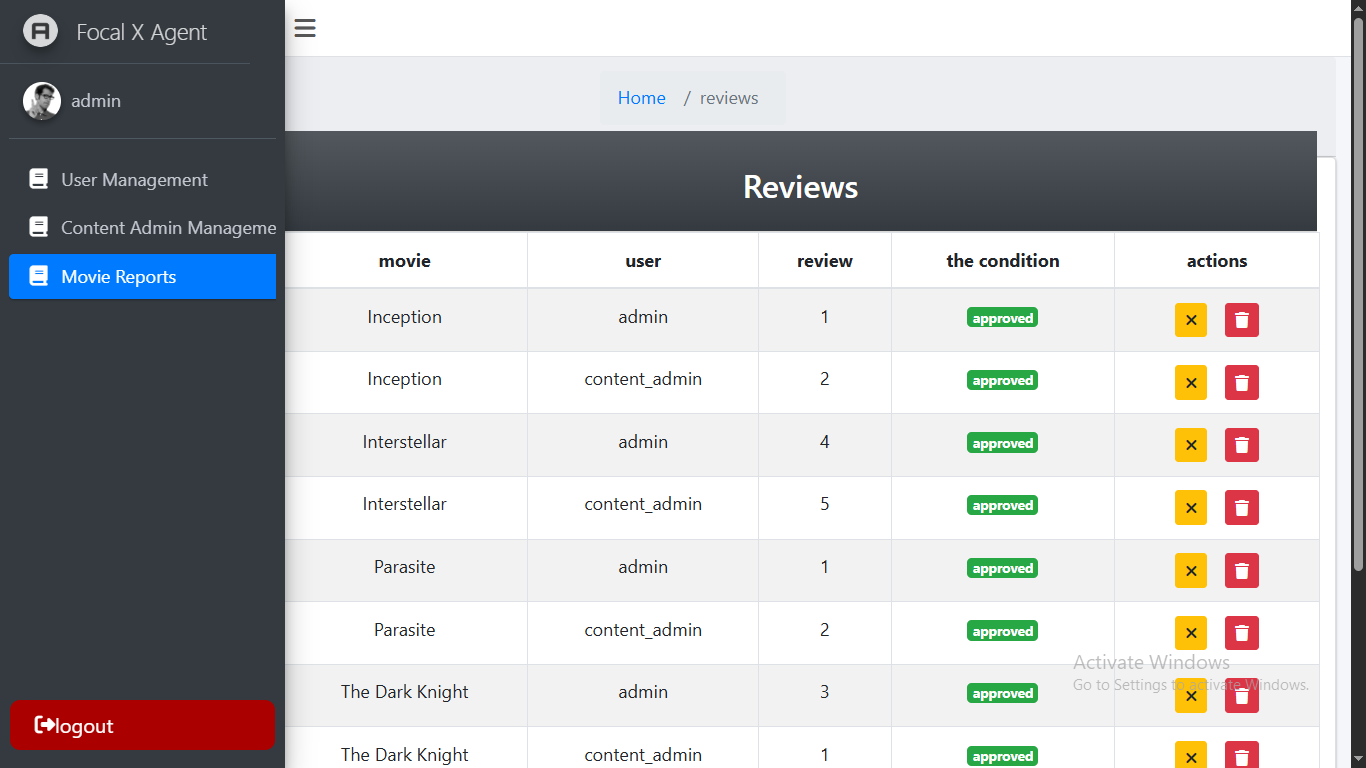 Focal X Agent
admin
User Management
Content Admin Manageme
Movie Reports
logout
Home / reviews
Reviews
movie user review the condition actions
Inception admin 1 approved
Inception content_admin 2 approved
Interstellar admin 4 approved
Interstellar content_admin 5 approved
Parasite admin 1 approved
Parasite content_admin 2 approved
The Dark Knight admin 3 approved
The Dark Knight content_admin 1 approved
Activate Windows
Go to Settings to activate Windows.